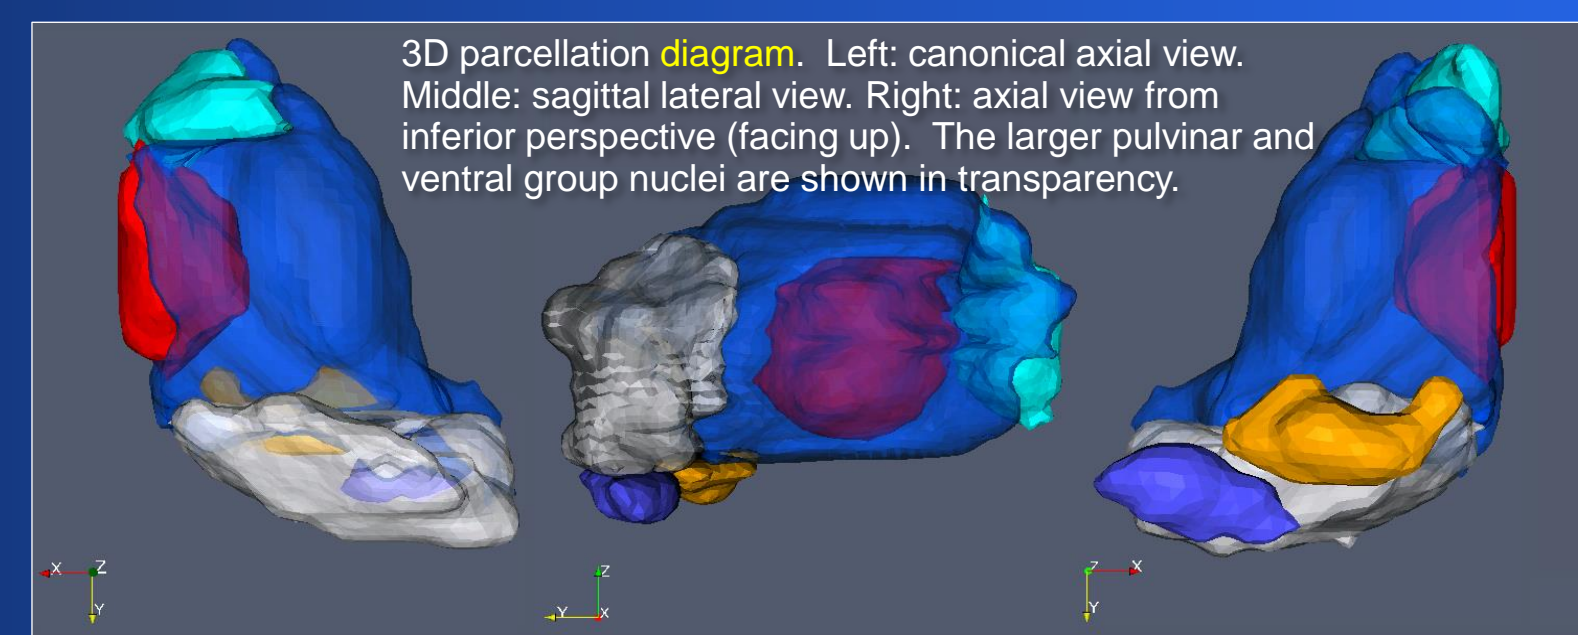 3D parcellation diagram. Left: canonical axial view.
Middle: sagittal lateral view. Right: axial view from
inferior perspective (facing up). The larger pulvinar and
ventral group nuclei are shown in transparency.
X Z
Y
Z
Y X
Z X
Y